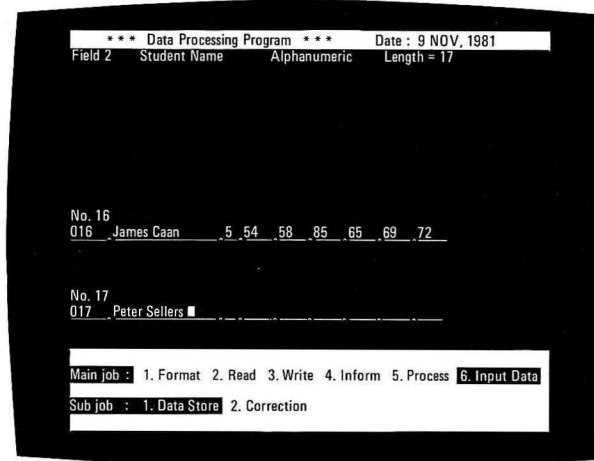 * * * Data Processing Program * * * Date : 9 NOV, 1981
Field 2 Student Name Alphanumeric Length = 17
No. 16
016 James Caan 5 54 58 85 65 69 72
No. 17
017 Peter Sellers
Main job : 1. Format 2. Read 3. Write 4. Inform 5. Process 6. Input Data
Sub job : 1. Data Store 2. Correction